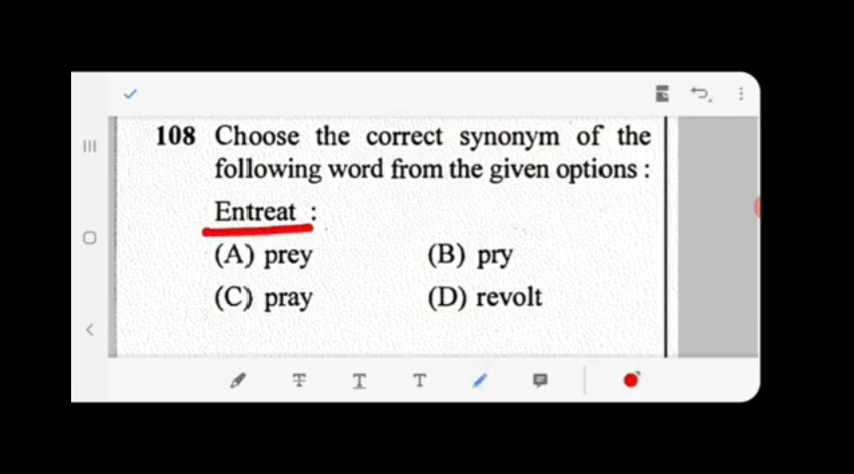 108 Choose the correct synonym of the
following word from the given options :
Entreat :
(A) prey (B) pry
(C) pray (D) revolt